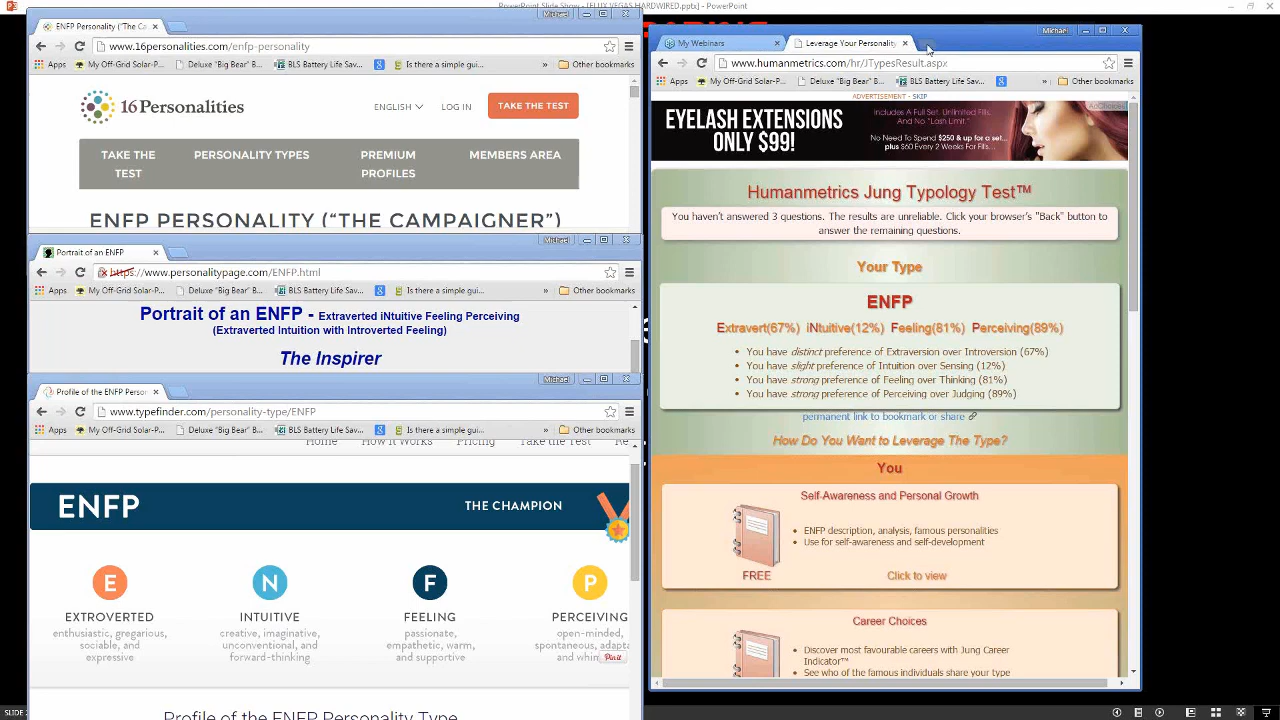 PowerPoint Slide Show - [ELUX VEGAS HARDWIRED.pptx] - PowerPoint
ENFP Personality ("The Ca
Michael
www.16personalities.com/enfp-personality
Apps My Off-Grid Solar-P... Deluxe "Big Bear" B... BLS Battery Life Sav... Is there a simple gui... » Other bookmarks
16Personalities
ENGLISH LOG IN TAKE THE TEST
TAKE THE TEST
PERSONALITY TYPES
PREMIUM PROFILES
MEMBERS AREA
ENFP PERSONALITY ("THE CAMPAIGNER")
Portrait of an ENFP
Michael
https://www.personalitypage.com/ENFP.html
Apps My Off-Grid Solar-P... Deluxe "Big Bear" B... BLS Battery Life Sav... Is there a simple gui... » Other bookmarks
Portrait of an ENFP - Extraverted iNtuitive Feeling Perceiving
(Extraverted Intuition with Introverted Feeling)
The Inspirer
Profile of the ENFP Person
Michael
www.typefinder.com/personality-type/ENFP
Apps My Off-Grid Solar-P... Deluxe "Big Bear" B... BLS Battery Life Sav... Is there a simple gui... » Other bookmarks
Home How It Works Pricing Take the Test Re
ENFP
THE CHAMPION
E N F P
EXTROVERTED INTUITIVE FEELING PERCEIVING
enthusiastic, gregarious, creative, imaginative, passionate, open-minded,
sociable, and unconventional, and empathetic, warm, spontaneous, adapta
expressive forward-thinking and supportive and whim
Pin it
Profile of the ENFP Personality Type
Michael
My Webinars
Leverage Your Personality
www.humanmetrics.com/hr/JTypesResult.aspx
Apps My Off-Grid Solar-P... Deluxe "Big Bear" B... BLS Battery Life Sav... » Other bookmarks
ADVERTISEMENT - SKIP
AdChoices
EYELASH EXTENSIONS
ONLY $99!
Includes A Full Set, Unlimited Fills.
And No "Lash Limit."
No Need To Spend $250 & up for a set...
plus $60 Every 2 Weeks For Fills...
Humanmetrics Jung Typology Test™
You haven't answered 3 questions. The results are unreliable. Click your browser's "Back" button to
answer the remaining questions.
Your Type
ENFP
Extravert(67%) iNtuitive(12%) Feeling(81%) Perceiving(89%)
• You have distinct preference of Extraversion over Introversion (67%)
• You have slight preference of Intuition over Sensing (12%)
• You have strong preference of Feeling over Thinking (81%)
• You have strong preference of Perceiving over Judging (89%)
permanent link to bookmark or share
How Do You Want to Leverage The Type?
You
Self-Awareness and Personal Growth
• ENFP description, analysis, famous personalities
• Use for self-awareness and self-development
FREE
Click to view
Career Choices
• Discover most favourable careers with Jung Career
Indicator™
• See who of the famous individuals share your type
SLIDE